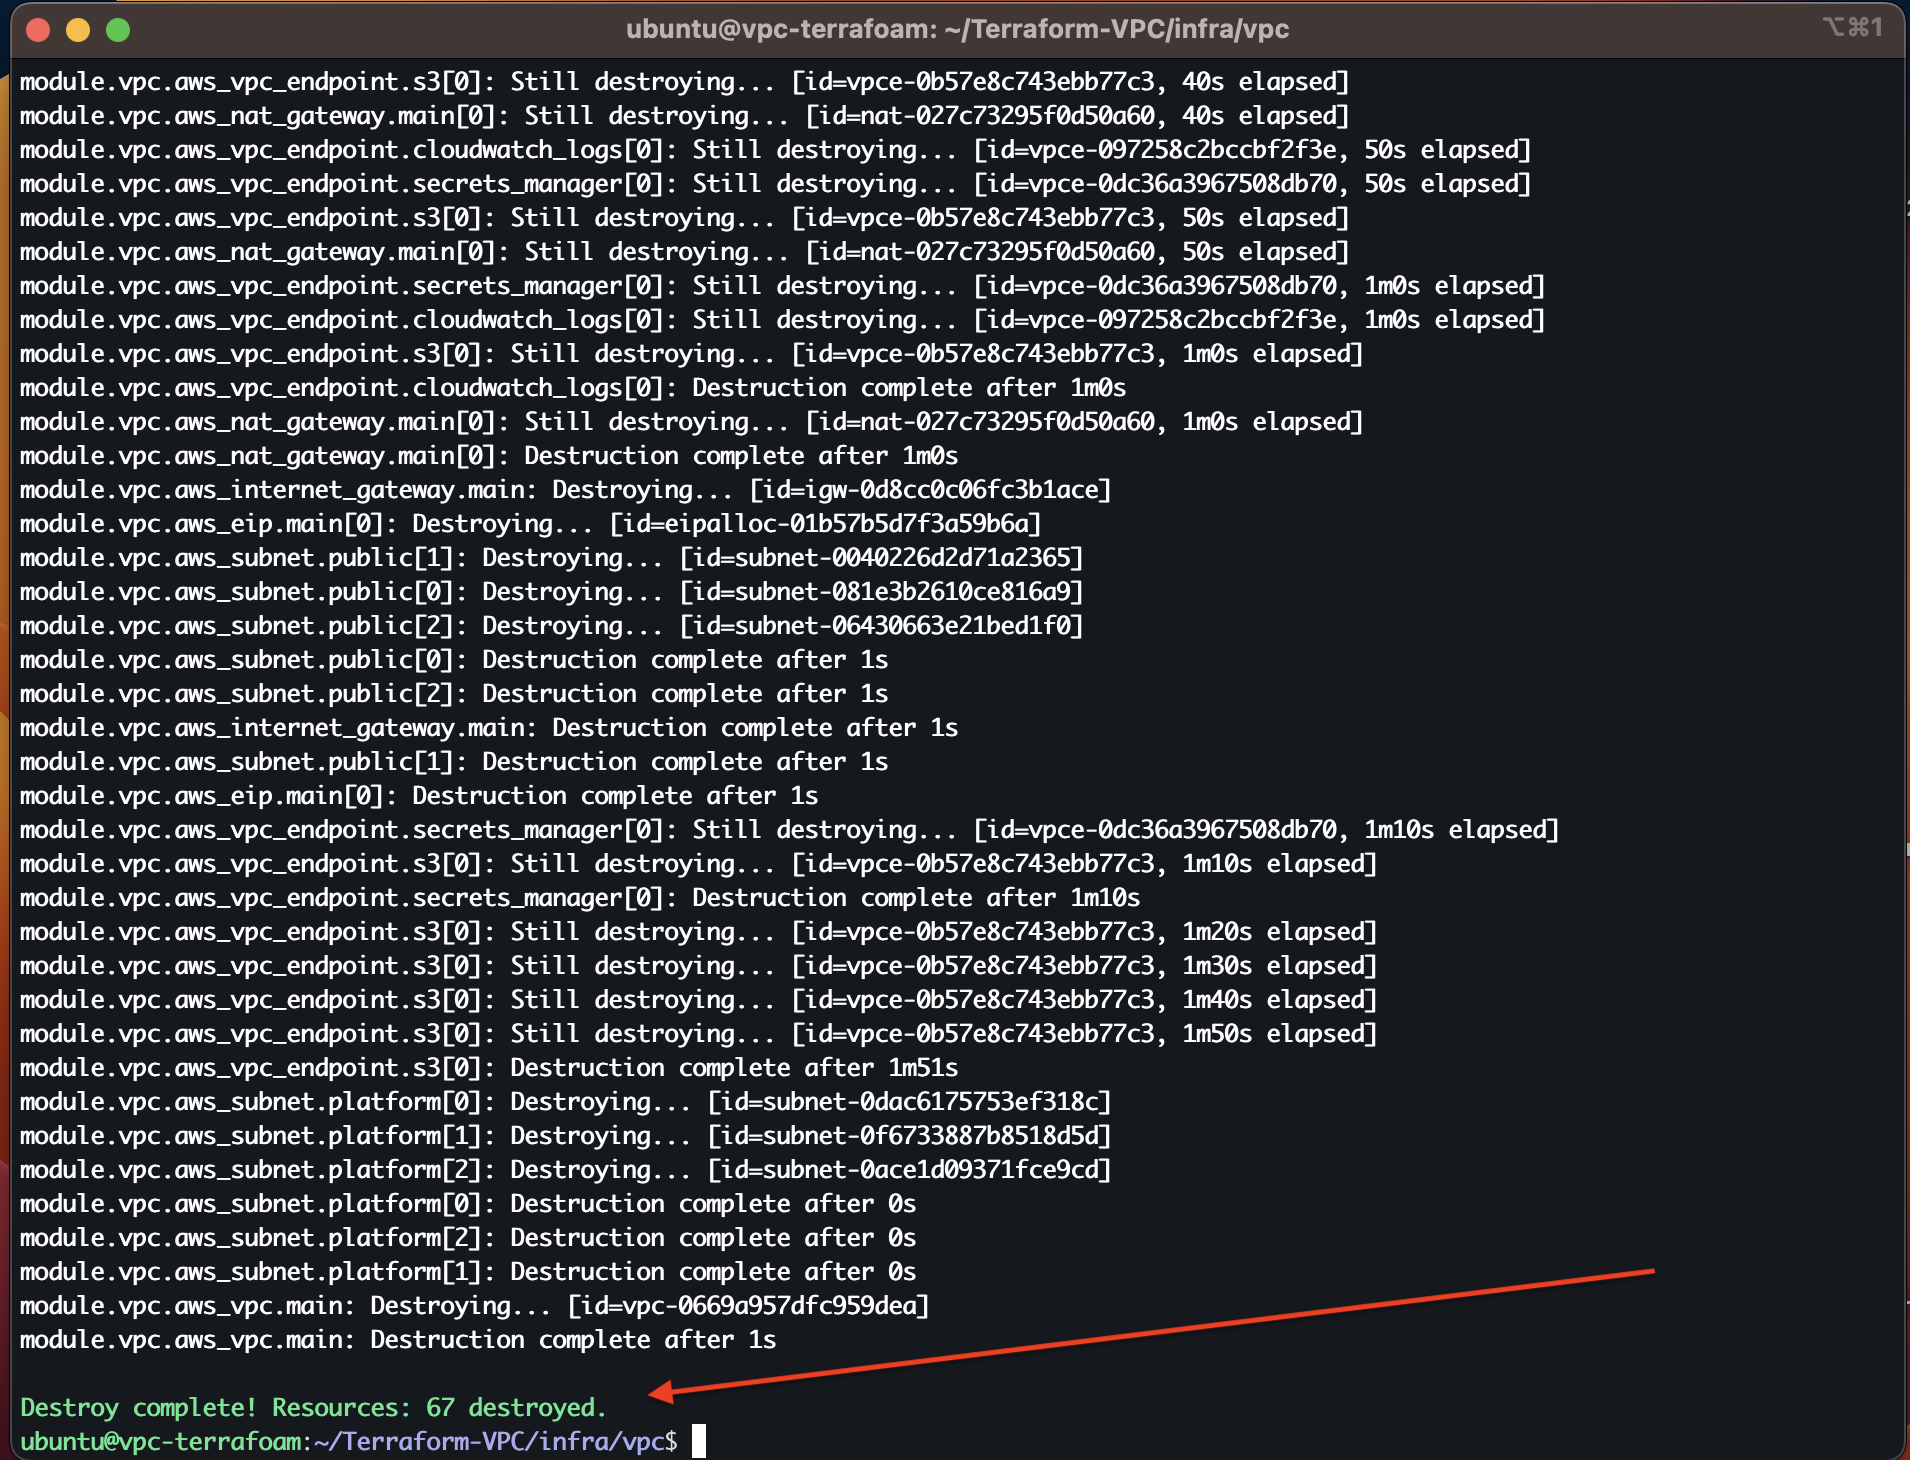 ubuntu@vpc-terrafoam: ~/Terraform-VPC/infra/vpc
⌥⌘1
module.vpc.aws_vpc_endpoint.s3[0]: Still destroying... [id=vpce-0b57e8c743ebb77c3, 40s elapsed]
module.vpc.aws_nat_gateway.main[0]: Still destroying... [id=nat-027c73295f0d50a60, 40s elapsed]
module.vpc.aws_vpc_endpoint.cloudwatch_logs[0]: Still destroying... [id=vpce-097258c2bccbf2f3e, 50s elapsed]
module.vpc.aws_vpc_endpoint.secrets_manager[0]: Still destroying... [id=vpce-0dc36a3967508db70, 50s elapsed]
module.vpc.aws_vpc_endpoint.s3[0]: Still destroying... [id=vpce-0b57e8c743ebb77c3, 50s elapsed]
module.vpc.aws_nat_gateway.main[0]: Still destroying... [id=nat-027c73295f0d50a60, 50s elapsed]
module.vpc.aws_vpc_endpoint.secrets_manager[0]: Still destroying... [id=vpce-0dc36a3967508db70, 1m0s elapsed]
module.vpc.aws_vpc_endpoint.cloudwatch_logs[0]: Still destroying... [id=vpce-097258c2bccbf2f3e, 1m0s elapsed]
module.vpc.aws_vpc_endpoint.s3[0]: Still destroying... [id=vpce-0b57e8c743ebb77c3, 1m0s elapsed]
module.vpc.aws_vpc_endpoint.cloudwatch_logs[0]: Destruction complete after 1m0s
module.vpc.aws_nat_gateway.main[0]: Still destroying... [id=nat-027c73295f0d50a60, 1m0s elapsed]
module.vpc.aws_nat_gateway.main[0]: Destruction complete after 1m0s
module.vpc.aws_internet_gateway.main: Destroying... [id=igw-0d8cc0c06fc3b1ace]
module.vpc.aws_eip.main[0]: Destroying... [id=eipalloc-01b57b5d7f3a59b6a]
module.vpc.aws_subnet.public[1]: Destroying... [id=subnet-0040226d2d71a2365]
module.vpc.aws_subnet.public[0]: Destroying... [id=subnet-081e3b2610ce816a9]
module.vpc.aws_subnet.public[2]: Destroying... [id=subnet-06430663e21bed1f0]
module.vpc.aws_subnet.public[0]: Destruction complete after 1s
module.vpc.aws_subnet.public[2]: Destruction complete after 1s
module.vpc.aws_internet_gateway.main: Destruction complete after 1s
module.vpc.aws_subnet.public[1]: Destruction complete after 1s
module.vpc.aws_eip.main[0]: Destruction complete after 1s
module.vpc.aws_vpc_endpoint.secrets_manager[0]: Still destroying... [id=vpce-0dc36a3967508db70, 1m10s elapsed]
module.vpc.aws_vpc_endpoint.s3[0]: Still destroying... [id=vpce-0b57e8c743ebb77c3, 1m10s elapsed]
module.vpc.aws_vpc_endpoint.secrets_manager[0]: Destruction complete after 1m10s
module.vpc.aws_vpc_endpoint.s3[0]: Still destroying... [id=vpce-0b57e8c743ebb77c3, 1m20s elapsed]
module.vpc.aws_vpc_endpoint.s3[0]: Still destroying... [id=vpce-0b57e8c743ebb77c3, 1m30s elapsed]
module.vpc.aws_vpc_endpoint.s3[0]: Still destroying... [id=vpce-0b57e8c743ebb77c3, 1m40s elapsed]
module.vpc.aws_vpc_endpoint.s3[0]: Still destroying... [id=vpce-0b57e8c743ebb77c3, 1m50s elapsed]
module.vpc.aws_vpc_endpoint.s3[0]: Destruction complete after 1m51s
module.vpc.aws_subnet.platform[0]: Destroying... [id=subnet-0dac6175753ef318c]
module.vpc.aws_subnet.platform[1]: Destroying... [id=subnet-0f6733887b8518d5d]
module.vpc.aws_subnet.platform[2]: Destroying... [id=subnet-0ace1d09371fce9cd]
module.vpc.aws_subnet.platform[0]: Destruction complete after 0s
module.vpc.aws_subnet.platform[2]: Destruction complete after 0s
module.vpc.aws_subnet.platform[1]: Destruction complete after 0s
module.vpc.aws_vpc.main: Destroying... [id=vpc-0669a957dfc959dea]
module.vpc.aws_vpc.main: Destruction complete after 1s
Destroy complete! Resources: 67 destroyed.
ubuntu@vpc-terrafoam:~/Terraform-VPC/infra/vpc$